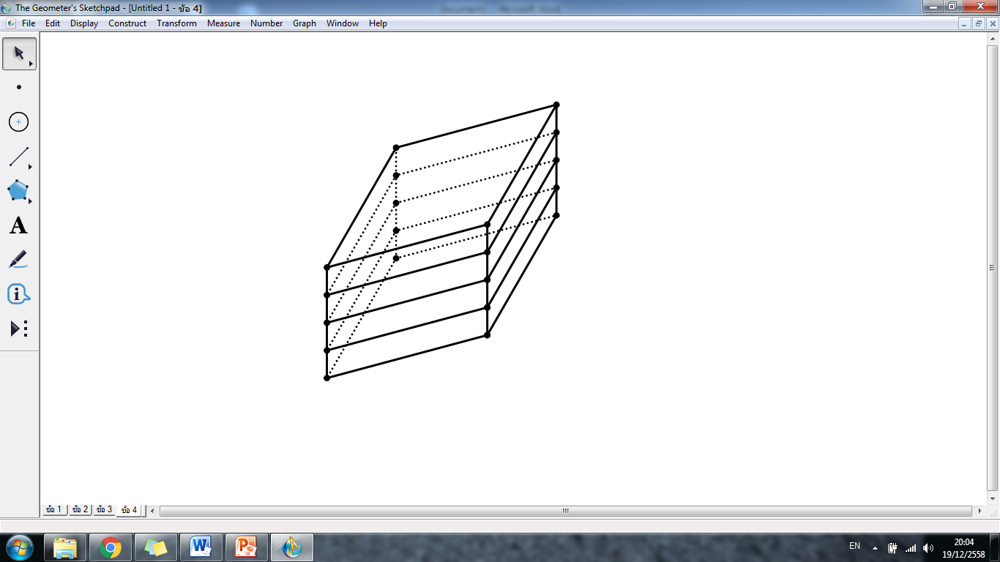 The Geometer's Sketchpad - [Untitled 1 - ข้อ 4]
File Edit Display Construct Transform Measure Number Graph Window Help
A
i
ข้อ 1 ข้อ 2 ข้อ 3 ข้อ 4
EN
20:04
19/12/2558